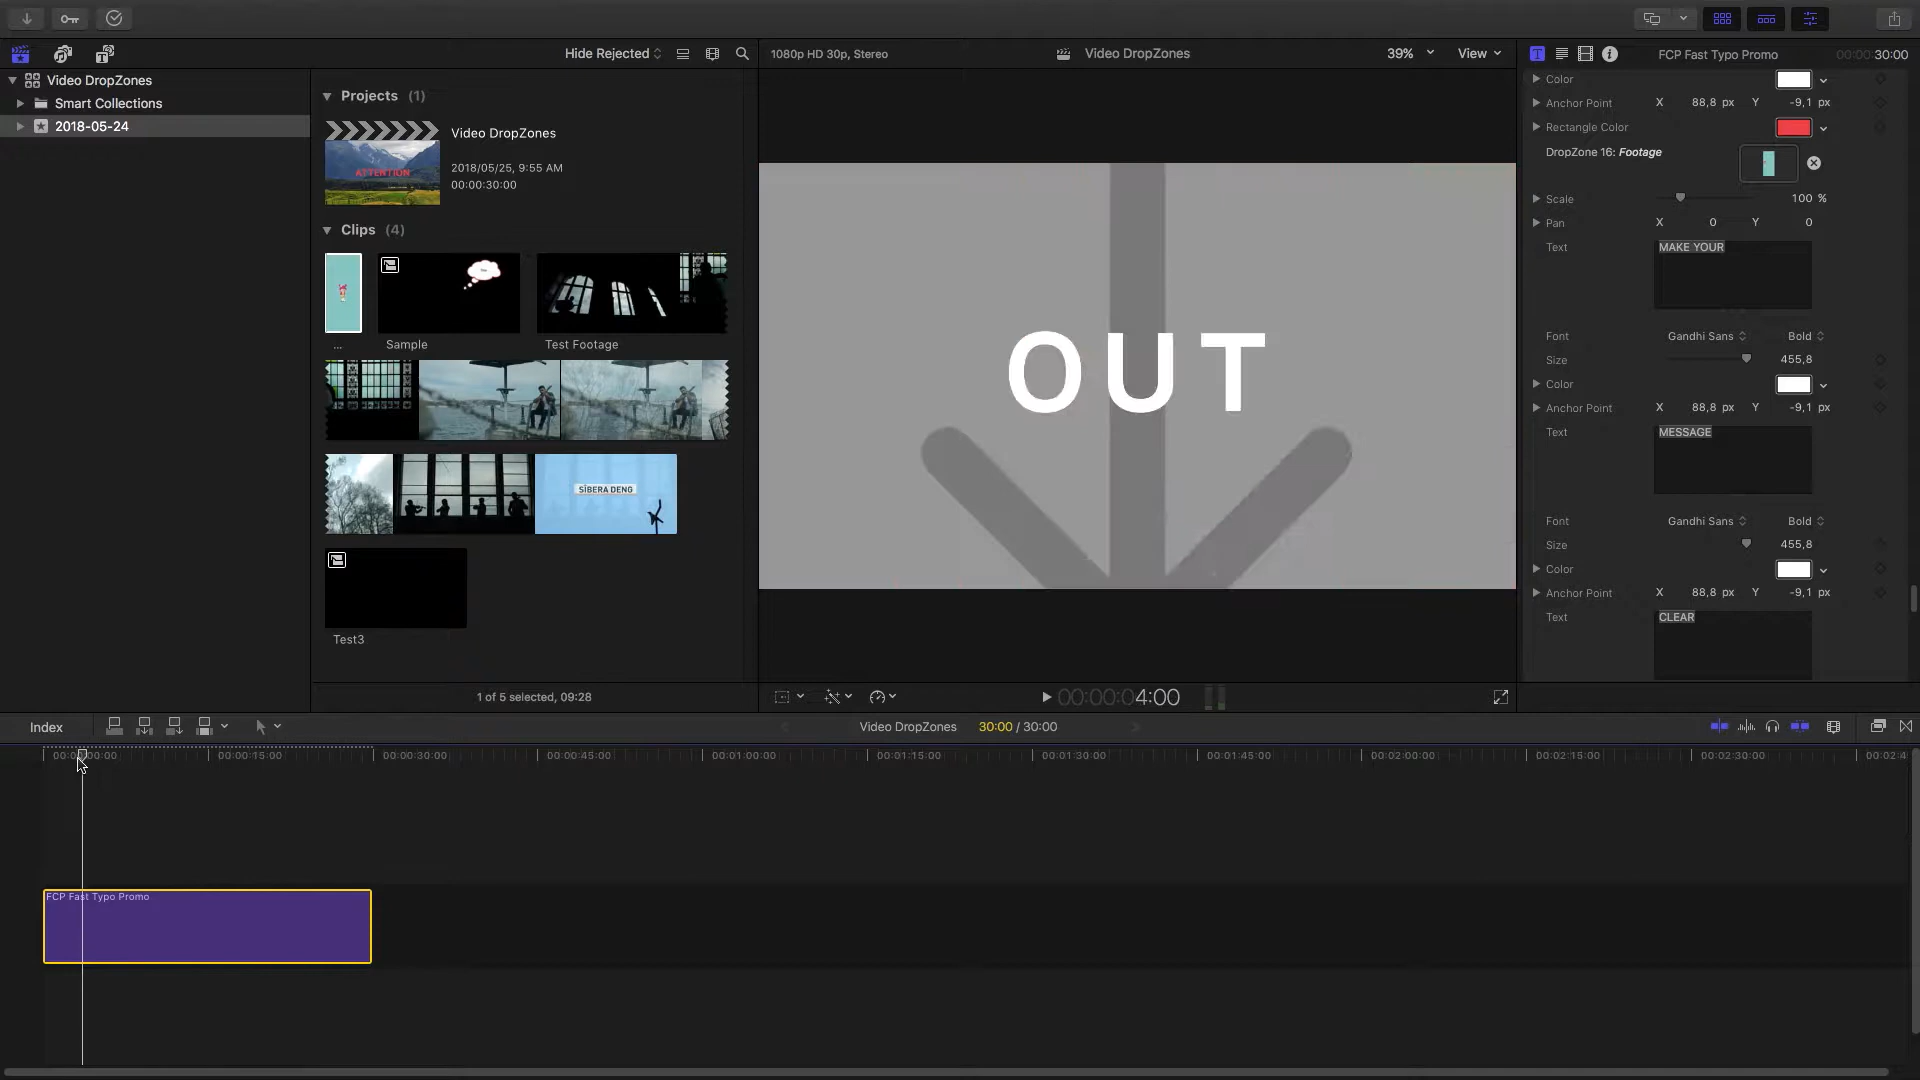 Hide Rejected
1080p HD 30p, Stereo
Video DropZones
39%
View
FCP Fast Typo Promo
00:00:30:00
Video DropZones
Smart Collections
2018-05-24
Projects (1)
Video DropZones
2018/05/25, 9:55 AM
00:00:30:00
ATTENTION
Clips (4)
...
Sample
Test Footage
SİBERA DENG
Test3
1 of 5 selected, 09:28
OUT
00:00:04:00
Color
Anchor Point X 88,8 px Y -9,1 px
Rectangle Color
DropZone 16: Footage
Scale 100 %
Pan X 0 Y 0
Text MAKE YOUR
Font Gandhi Sans Bold
Size 455,8
Color
Anchor Point X 88,8 px Y -9,1 px
Text MESSAGE
Font Gandhi Sans Bold
Size 455,8
Color
Anchor Point X 88,8 px Y -9,1 px
Text CLEAR
Index
Video DropZones
30:00 / 30:00
00:00:15:00
00:00:30:00
00:00:45:00
00:01:00:00
00:01:15:00
00:01:30:00
00:01:45:00
00:02:00:00
00:02:15:00
00:02:30:00
FCP Fast Typo Promo